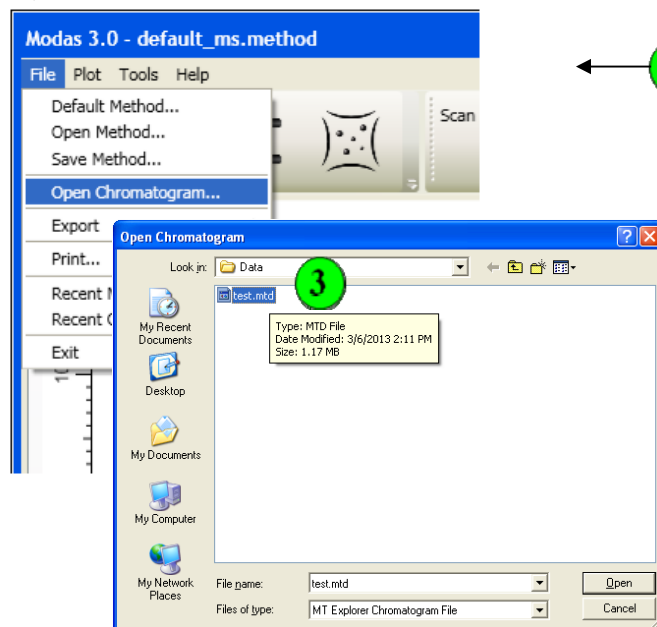 Modas 3.0 - default_ms.method
File Plot Tools Help
Default Method...
Open Method...
Save Method...
Open Chromatogram...
Export
Print...
Recent
Recent
Exit
Scan
Open Chromatogram
Look in: Data
3
test.mtd
Type: MTD File
Date Modified: 3/6/2013 2:11 PM
Size: 1.17 MB
My Recent
Documents
Desktop
My Documents
My Computer
My Network
Places
File name: test.mtd
Open
Files of type: MT Explorer Chromatogram File
Cancel